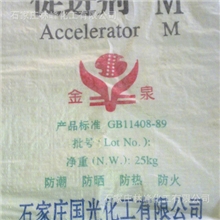 促进剂 M
Accelerator M
金泉
产品标准 GB11408-89
批号(Lot No.):
净重(N.W.):25kg
防潮 防晒 防热 防火
石家庄国光化工有限公